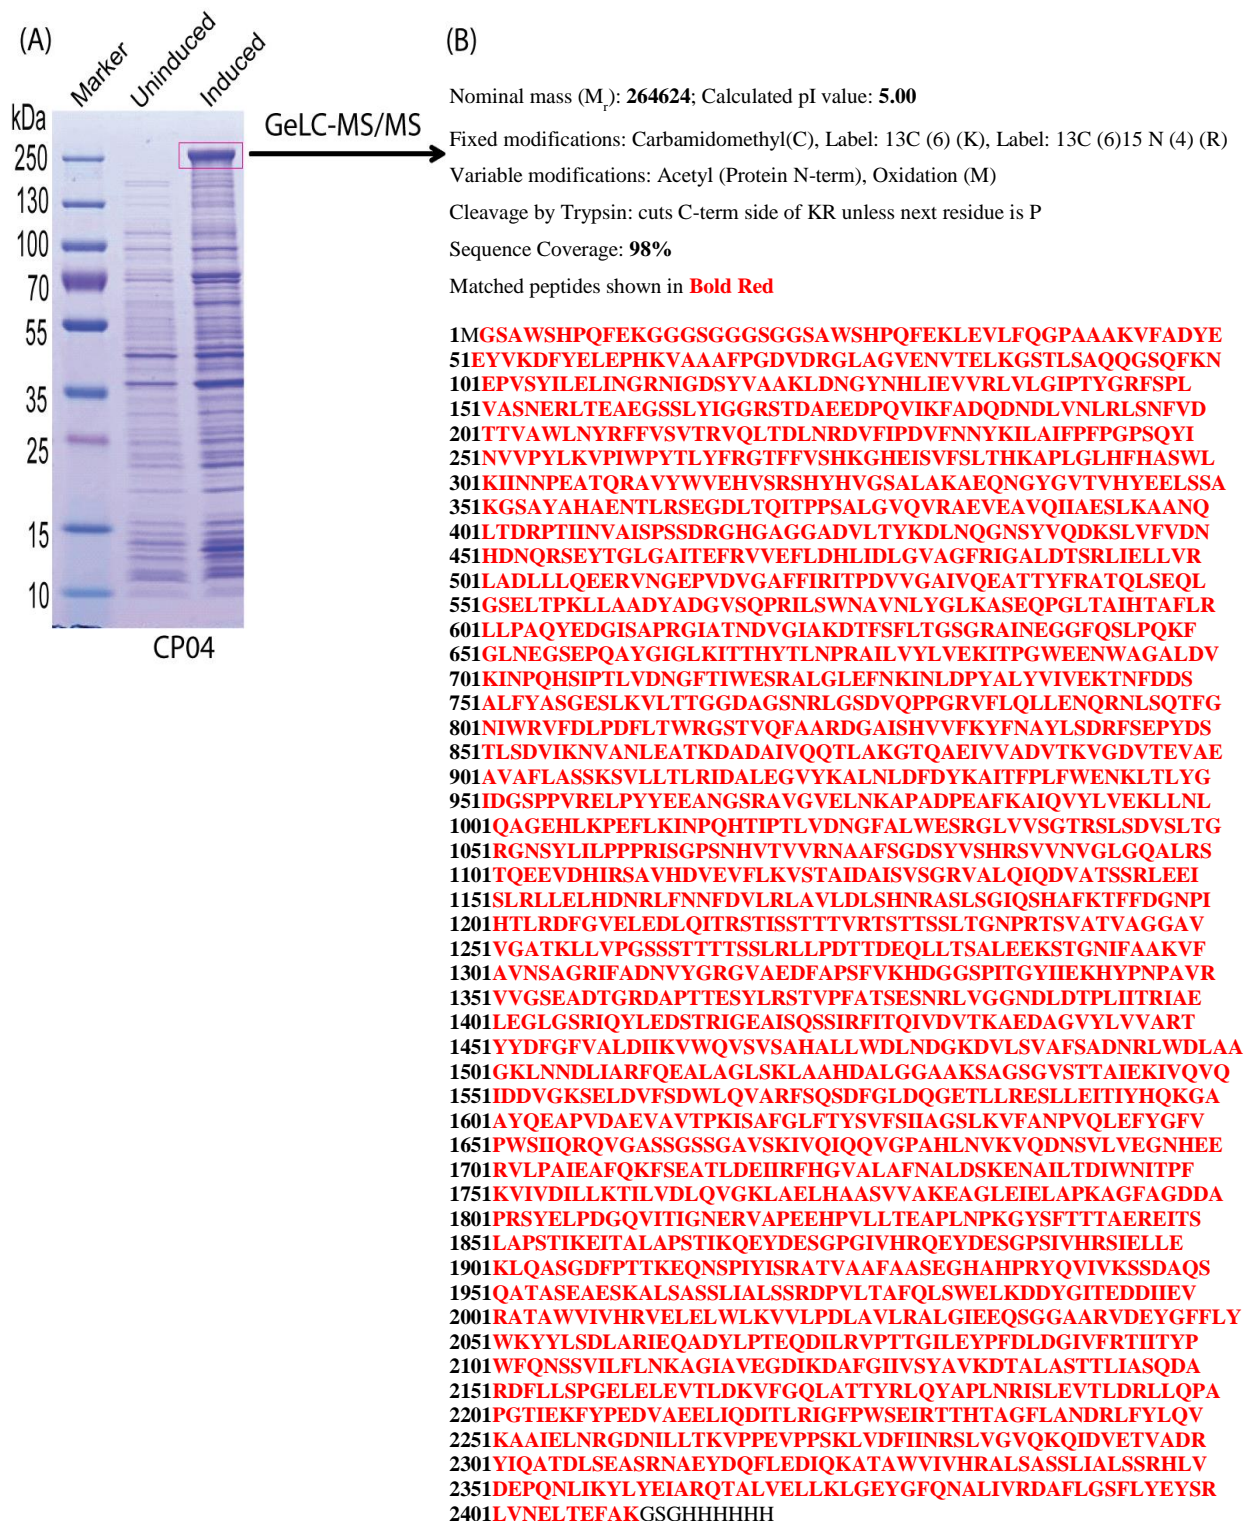 (A)
Marker
Uninduced
Induced
kDa
250
130
100
70
55
35
25
15
10
CP04
GeLC-MS/MS
(B)
Nominal mass (Mr): 264624; Calculated pI value: 5.00
Fixed modifications: Carbamidomethyl(C), Label: 13C (6) (K), Label: 13C (6)15 N (4) (R)
Variable modifications: Acetyl (Protein N-term), Oxidation (M)
Cleavage by Trypsin: cuts C-term side of KR unless next residue is P
Sequence Coverage: 98%
Matched peptides shown in Bold Red
1MGSAWSHPQFEKGGGSGGGSGGSAWSHPQFEKLEVLFQGPAAAKVFADYE
51EYVKDFYELEPHKVAAAFPGDVDRGLAGVENVTELKGSTLSAQQGSQFKN
101EPVSYILELINGRNIGDSYVAAKLDNGYNHLIEVVRLVLGIPTYGRFSPL
151VASNERLTEAEGSSLYIGGRSTDAEEDPQVIKFADQDNDLVNLRLSNFVD
201TTVAWLNYRFFVSVTRVQLTDLNRDVFIPDVFNNYKILAIFPFPGPSQYI
251NVVPYLKVPIWPYTLYFRGTFFVSHKGHEISVFSLTHKAPLGLHFHASWL
301KIINNPEATQRAVYWVEHVSRSHYHVGSALAKAEQNGYGVTVHYEELSSA
351KGSAYAHAENTLRSEGDLTQITPPSALGVQVRAEVEAVQIIAESLKAANQ
401LTDRPTIINVAISPSSDRGHGAGGADVLTYKDLNQGNSYVQDKSLVFVDN
451HDNQRSEYTGLGAITEFRVVEFLDHLIDLGVAGFRIGALDTSRLIELLVR
501LADLLLQEERVNGEPVDVGAFFIRITPDVVGAIVQEATTYFRATQLSEQL
551GSELTPKLLAADYADGVSQPRILSWNAVNLYGLKASEQPGLTAIHTAFLR
601LLPAQYEDGISAPRGIATNDVGIAKDTFSFLTGSGRAINEGGFQSLPQKF
651GLNEGSEPQAYGIGLKITTHYTLNPRAILVYLVEKITPGWEENWAGALDV
701KINPQHSIPTLVDNGFTIWESRALGLEFNKINLDPYALYVIVEKTNFDDS
751ALFYASGESLKVLTTGGDAGSNRLGSDVQPPGRVFLQLLENQRNLSQTFG
801NIWRVFDLPDFLTWRGSTVQFAARDGAISHVVFKYFNAYLSDRFSEPYDS
851TLSDVIKNVANLEATKDADAIVQQTLAKGTQAEIVVADVTKVGDVTEVAE
901AVAFLASSKSVLLTLRIDALEGVYKALNLDFDYKAITFPLFWENKLTLYG
951IDGSPPVRELPYYEEANGSRAVGVELNKAPADPEAFKAIQVYLVEKLLNL
1001QAGEHLKPEFLKINPQHTIPTLVDNGFALWESRGLVVSGTRSLSDVSLTG
1051RGNSYLILPPPRISGPSNHVTVVRNAAFSGDSYVSHRSVVNVGLGQALRS
1101TQEEVDHIRSAVHDVEVFLKVSTAIDAISVSGRVALQIQDVATSSRLEEI
1151SLRLLELHDNRLFNNFDVLRLAVLDLSHNRASLSGIQSHAFKTFFDGNPI
1201HTLRDFGVELEDLQITRSTISSTTTVRTSTTSSLTGNPRTSVATVAGGAV
1251VGATKLLVPGSSSTTTTSSLRLLPDTTDEQLLTSALEEKSTGNIFAAKVF
1301AVNSAGRIFADNVYGRGVAEDFAPSFVKHDGGSPITGYIIEKHYPNPAVR
1351VVGSEADTGRDAPTTESYLRSTVPFATSESNRLVGGNDLDTPLIITRIAE
1401LEGLGSRIQYLEDSTRIGEAISQSSIRFITQIVDVTKAEDAGVYLVVART
1451YYDFGFVALDIIKVWQVSVSAHALLWDLNDGKDVLSVAFSADNRLWDLAA
1501GKLNNDLIARFQEALAGLSKLAAHDALGGAAKSAGSGVSTTAIEKIVQVQ
1551IDDVGKSELDVFSDWLQVARFSQSDFGLDQGETLLRESLLEITIYHQKGA
1601AYQEAPVDAEVAVTPKISAFGLFTYSVFSIIAGSLKVFANPVQLEFYGFV
1651PWSIIQRQVGASSGSSGAVSKIVQIQQVGPAHLNVKVQDNSVLVEGNHEE
1701RVLPAIEAFQKFSEATLDEIIRFHGVALAFNALDSKENAILTDIWNITPF
1751KVIVDILLKTILVDLQVGKLAELHAASVVAKEAGLEIELAPKAGFAGDDA
1801PRSYELPDGQVITIGNERVAPEEHPVLLTEAPLNPKGYSFTTTAEREITS
1851LAPSTIKEITALAPSTIKQEYDESGPGIVHRQEYDESGPSIVHRSIELLE
1901KLQASGDFPTTKEQNSPIYISRATVAAFAASEGHAHPRYQVIVKSSDAQS
1951QATASEAESKALSASSLIALSSRDPVLTAFQLSWELKDDYGITEDDIIEV
2001RATAWVIVHRVELELWLKVVLPDLAVLRALGIEEQSGGAARVDEYGFFLY
2051WKYYLSDLARIEQADYLPTEQDILRVPTTGILEYPFDLDGIVFRTIITYP
2101WFQNSSVILFLNKAGIAVEGDIKDAFGIIVSYAVKDTALASTTLIASQDA
2151RDFLLSPGELELEVTLDKVFGQLATTYRLQYAPLNRISLEVTLDRLLQPA
2201PGTIEKFYPEDVAEELIQDITLRIGFPWSEIRTTHTAGFLANDRLFYLQV
2251KAAIELNRGDNILLTKVPPEVPPSKLVDFIINRSLVGVQKQIDVETVADR
2301YIQATDLSEASRNAEYDQFLEDIQKATAWVIVHRALSASSLIALSSRHLV
2351DEPQNLIKYLYEIARQTALVELLKLGEYGFQNALIVRDAFLGSFLYEYSR
2401LVNELTEFAKGSGHHHHHH